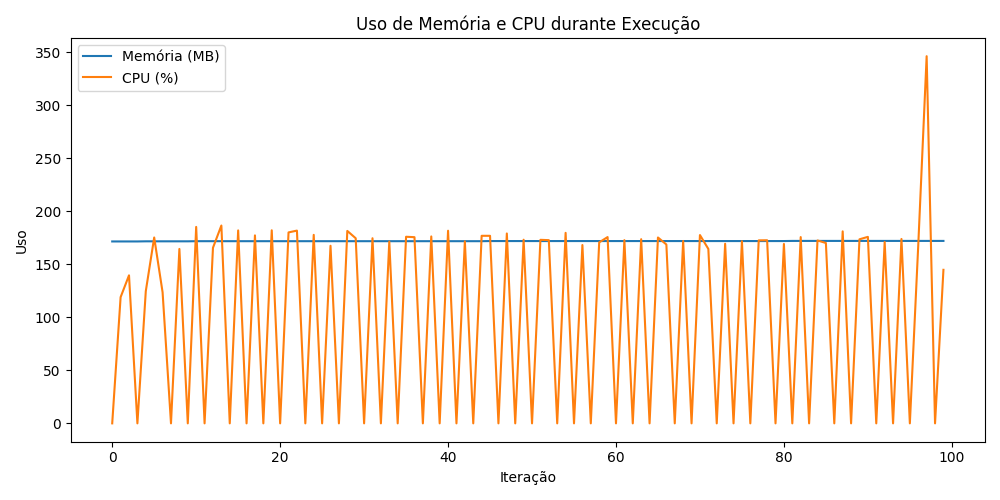 Uso de Memória e CPU durante Execução
Memória (MB)
CPU (%)
350
300
250
200
150
100
50
0
Uso
0 20 40 60 80 100
Iteração